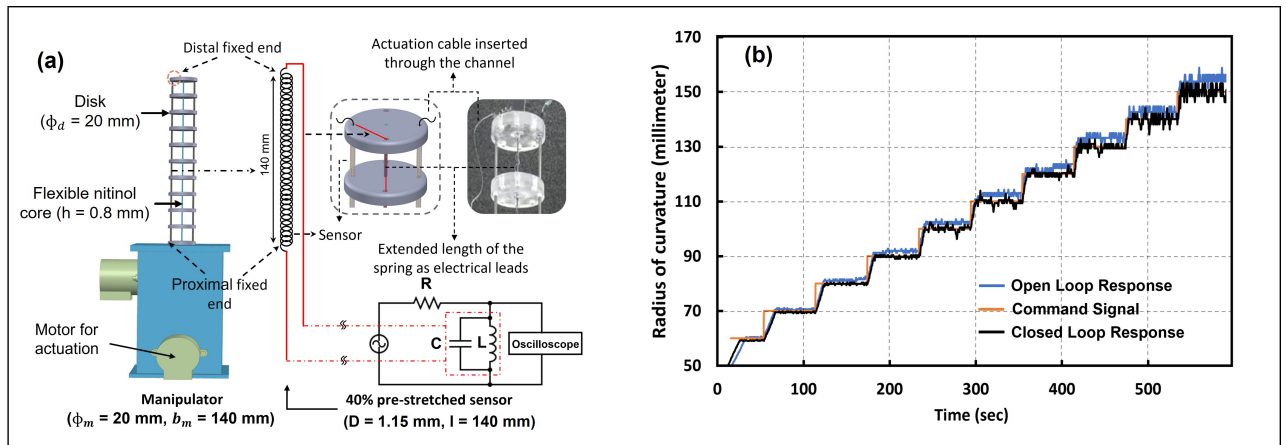 (a)
Distal fixed end
Disk
(ϕ_d = 20 mm)
Flexible nitinol
core (h = 0.8 mm)
Proximal fixed
end
Motor for
actuation
Manipulator
(ϕ_m = 20 mm, b_m = 140 mm)
140 mm
Actuation cable inserted
through the channel
Sensor
Extended length of the
spring as electrical leads
R
C
L
Oscilloscope
40% pre-stretched sensor
(D = 1.15 mm, l = 140 mm)
(b)
Radius of curvature (millimeter)
170
150
130
110
90
70
50
Open Loop Response
Command Signal
Closed Loop Response
0
100
200
300
400
500
Time (sec)